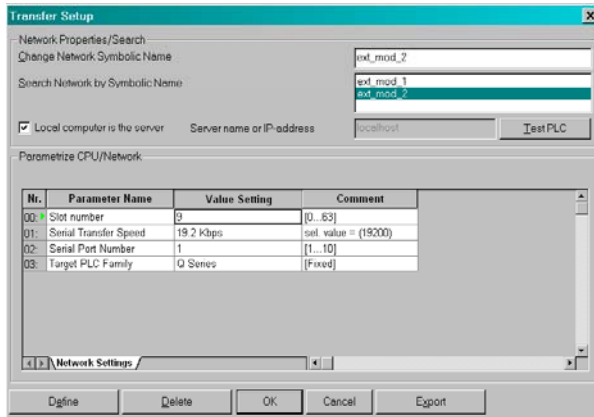 Transfer Setup
Network Properties/Search
Change Network Symbolic Name
ext_mod_2
Search Network by Symbolic Name
ext_mod_1
ext_mod_2
Local computer is the server
Server name or IP-address
localhost
Test PLC
Parametrize CPU/Network
Nr. Parameter Name Value Setting Comment
00: Slot number 9 [0...63]
01: Serial Transfer Speed 19.2 Kbps sel. value = (19200)
02: Serial Port Number 1 [1...10]
03: Target PLC Family Q Series [Fixed]
Network Settings
Define Delete OK Cancel Export